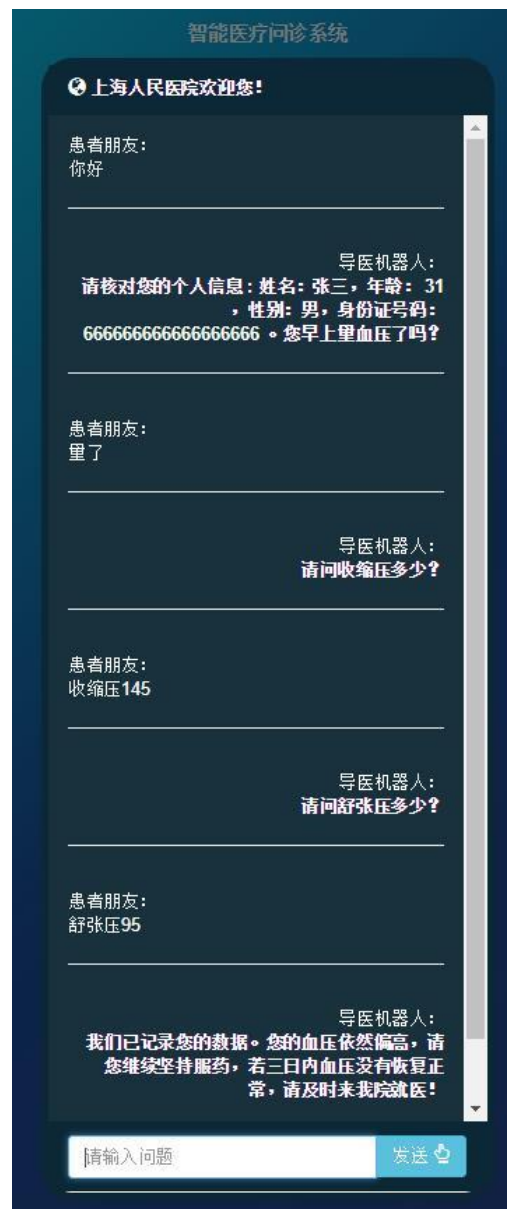 智能医疗问诊系统
上海人民医院欢迎您!
患者朋友:
你好
导医机器人:
请核对您的个人信息:姓名:张三,年龄:31
,性别:男,身份证号码:
666666666666666666 。您早上量血压了吗?
患者朋友:
量了
导医机器人:
请问收缩压多少?
患者朋友:
收缩压145
导医机器人:
请问舒张压多少?
患者朋友:
舒张压95
导医机器人:
我们已记录您的数据。您的血压依然偏高,请
您继续坚持服药,若三日内血压没有恢复正
常,请及时来我院就医!
请输入问题
发送